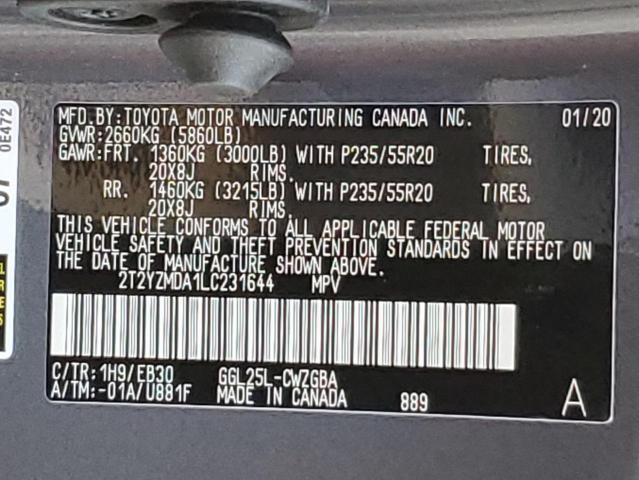 MFD.BY:TOYOTA MOTOR MANUFACTURING CANADA INC. 01/20
GVWR:2660KG (5860LB)
GAWR:FRT. 1360KG (3000LB) WITH P235/55R20 TIRES,
20X8J RIMS.
RR. 1460KG (3215LB) WITH P235/55R20 TIRES,
20X8J RIMS.
THIS VEHICLE CONFORMS TO ALL APPLICABLE FEDERAL MOTOR
VEHICLE SAFETY AND THEFT PREVENTION STANDARDS IN EFFECT ON
THE DATE OF MANUFACTURE SHOWN ABOVE.
2T2YZMDA1LC231644 MPV
C/TR:1H9/EB30 GGL25L-CWZGBA
A/TM:-01A/U881F MADE IN CANADA 889 A
0E472